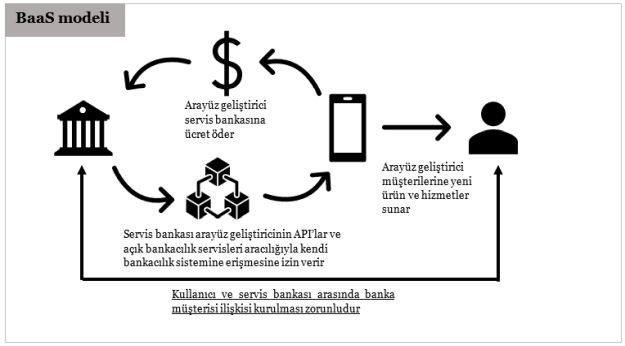 BaaS modeli
Arayüz geliştirici
servis bankasına
ücret öder
Arayüz geliştirici
müşterilerine yeni
ürün ve hizmetler
sunar
Servis bankası arayüz geliştiricinin API'lar ve
açık bankacılık servisleri aracılığıyla kendi
bankacılık sistemine erişmesine izin verir
Kullanıcı ve servis bankası arasında banka
müşterisi ilişkisi kurulması zorunludur